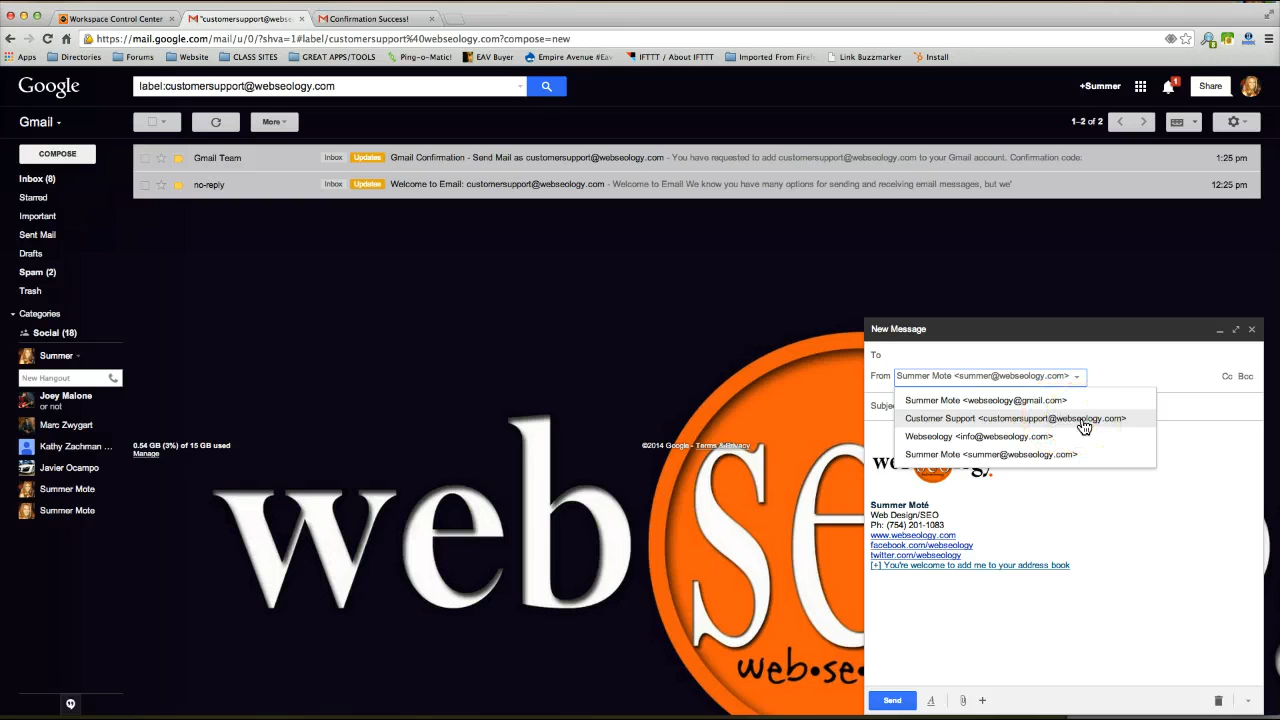 Workspace Control Center
"customersupport@webse
Confirmation Success!
https://mail.google.com/mail/u/0/?shva=1#label/customersupport%40webseology.com?compose=new
Apps
Directories
Forums
Website
CLASS SITES
GREAT APPS/TOOLS
Ping-o-Matic!
EAV Buyer
Empire Avenue #Eav
IFTTT / About IFTTT
Imported From Fire
Link Buzzmarker
Install
Google
label:customersupport@webseology.com
+Summer
1
Share
Gmail
More
1–2 of 2
COMPOSE
Gmail Team
Inbox
Updates
Gmail Confirmation - Send Mail as customersupport@webseology.com - You have requested to add customersupport@webseology.com to your Gmail account. Confirmation code:
1:25 pm
no-reply
Inbox
Updates
Welcome to Email: customersupport@webseology.com - Welcome to Email We know you have many options for sending and receiving email messages, but we'
12:25 pm
Inbox (8)
Starred
Important
Sent Mail
Drafts
Spam (2)
Trash
Categories
Social (18)
Summer
New Hangout
Joey Malone
or not
Marc Zwygart
Kathy Zachman ...
Javier Ocampo
Summer Mote
Summer Mote
0.54 GB (3%) of 15 GB used
Manage
©2014 Google - Terms & Privacy
web
se
web•se
New Message
To
From
Summer Mote <summer@webseology.com>
Cc
Bcc
Subje
Summer Mote <webseology@gmail.com>
Customer Support <customersupport@webseology.com>
Webseology <info@webseology.com>
Summer Mote <summer@webseology.com>
Summer Moté
Web Design/SEO
Ph: (754) 201-1083
www.webseology.com
facebook.com/webseology
twitter.com/webseology
[+] You're welcome to add me to your address book
Send